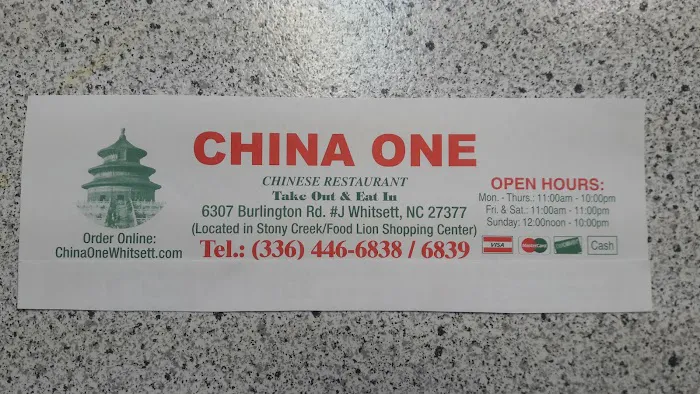 CHINA ONE
CHINESE RESTAURANT
Take Out & Eat In
6307 Burlington Rd. #J Whitsett, NC 27377
(Located in Stony Creek/Food Lion Shopping Center)
Tel.: (336) 446-6838 / 6839
Order Online:
ChinaOneWhitsett.com
OPEN HOURS:
Mon. - Thurs.: 11:00am - 10:00pm
Fri. & Sat.: 11:00am - 11:00pm
Sunday: 12:00noon - 10:00pm
VISA MasterCard Cash